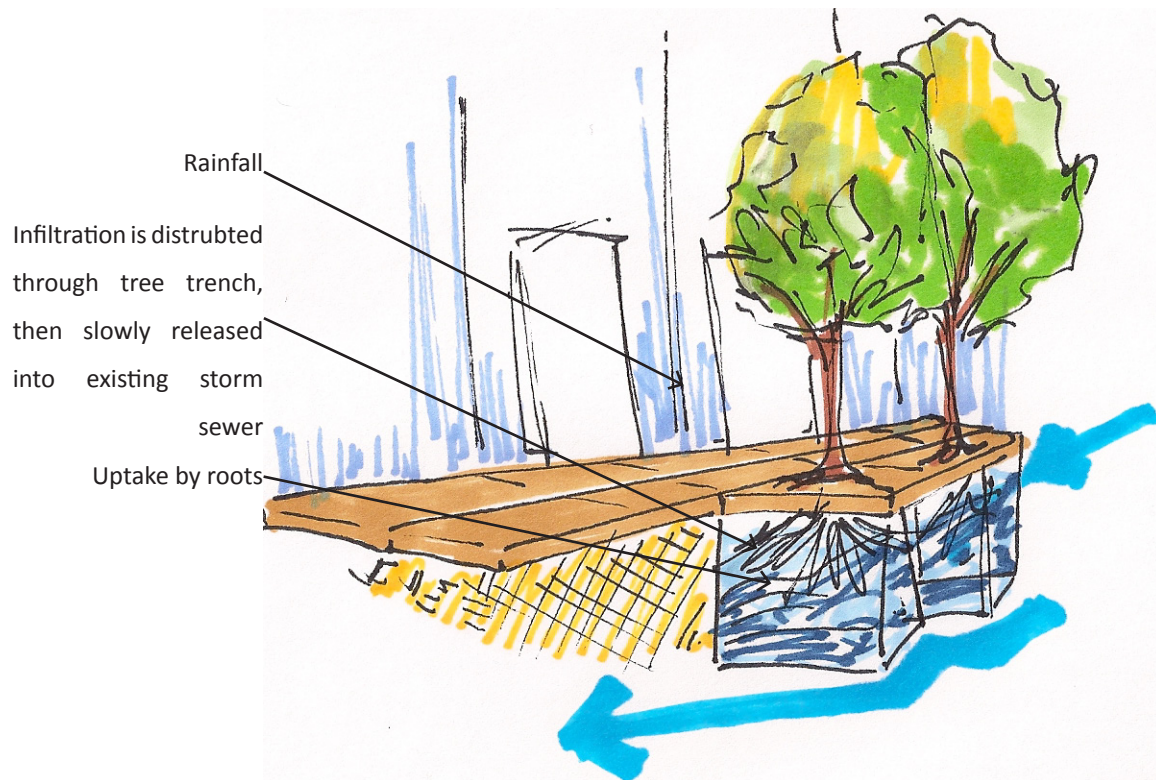 Rainfall
Infiltration is distrubted
through tree trench,
then slowly released
into existing storm
sewer
Uptake by roots